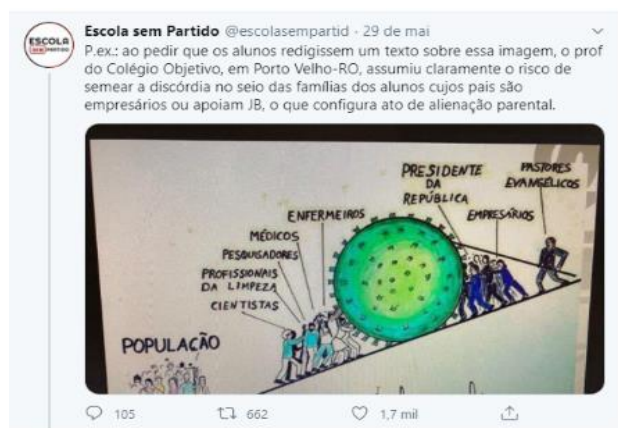 Escola sem Partido @escolasempartid · 29 de mai
ESCOLA
SEM PARTIDO
P.ex.: ao pedir que os alunos redigissem um texto sobre essa imagem, o prof
do Colégio Objetivo, em Porto Velho-RO, assumiu claramente o risco de
semear a discórdia no seio das famílias dos alunos cujos pais são
empresários ou apoiam JB, o que configura ato de alienação parental.
PRESIDENTE
DA
REPÚBLICA
PASTORES
EVANGÉLICOS
EMPRESÁRIOS
ENFERMEIROS
MÉDICOS
PESQUISADORES
PROFISSIONAIS
DA LIMPEZA
CIENTISTAS
POPULAÇÃO
105 662 1,7 mil